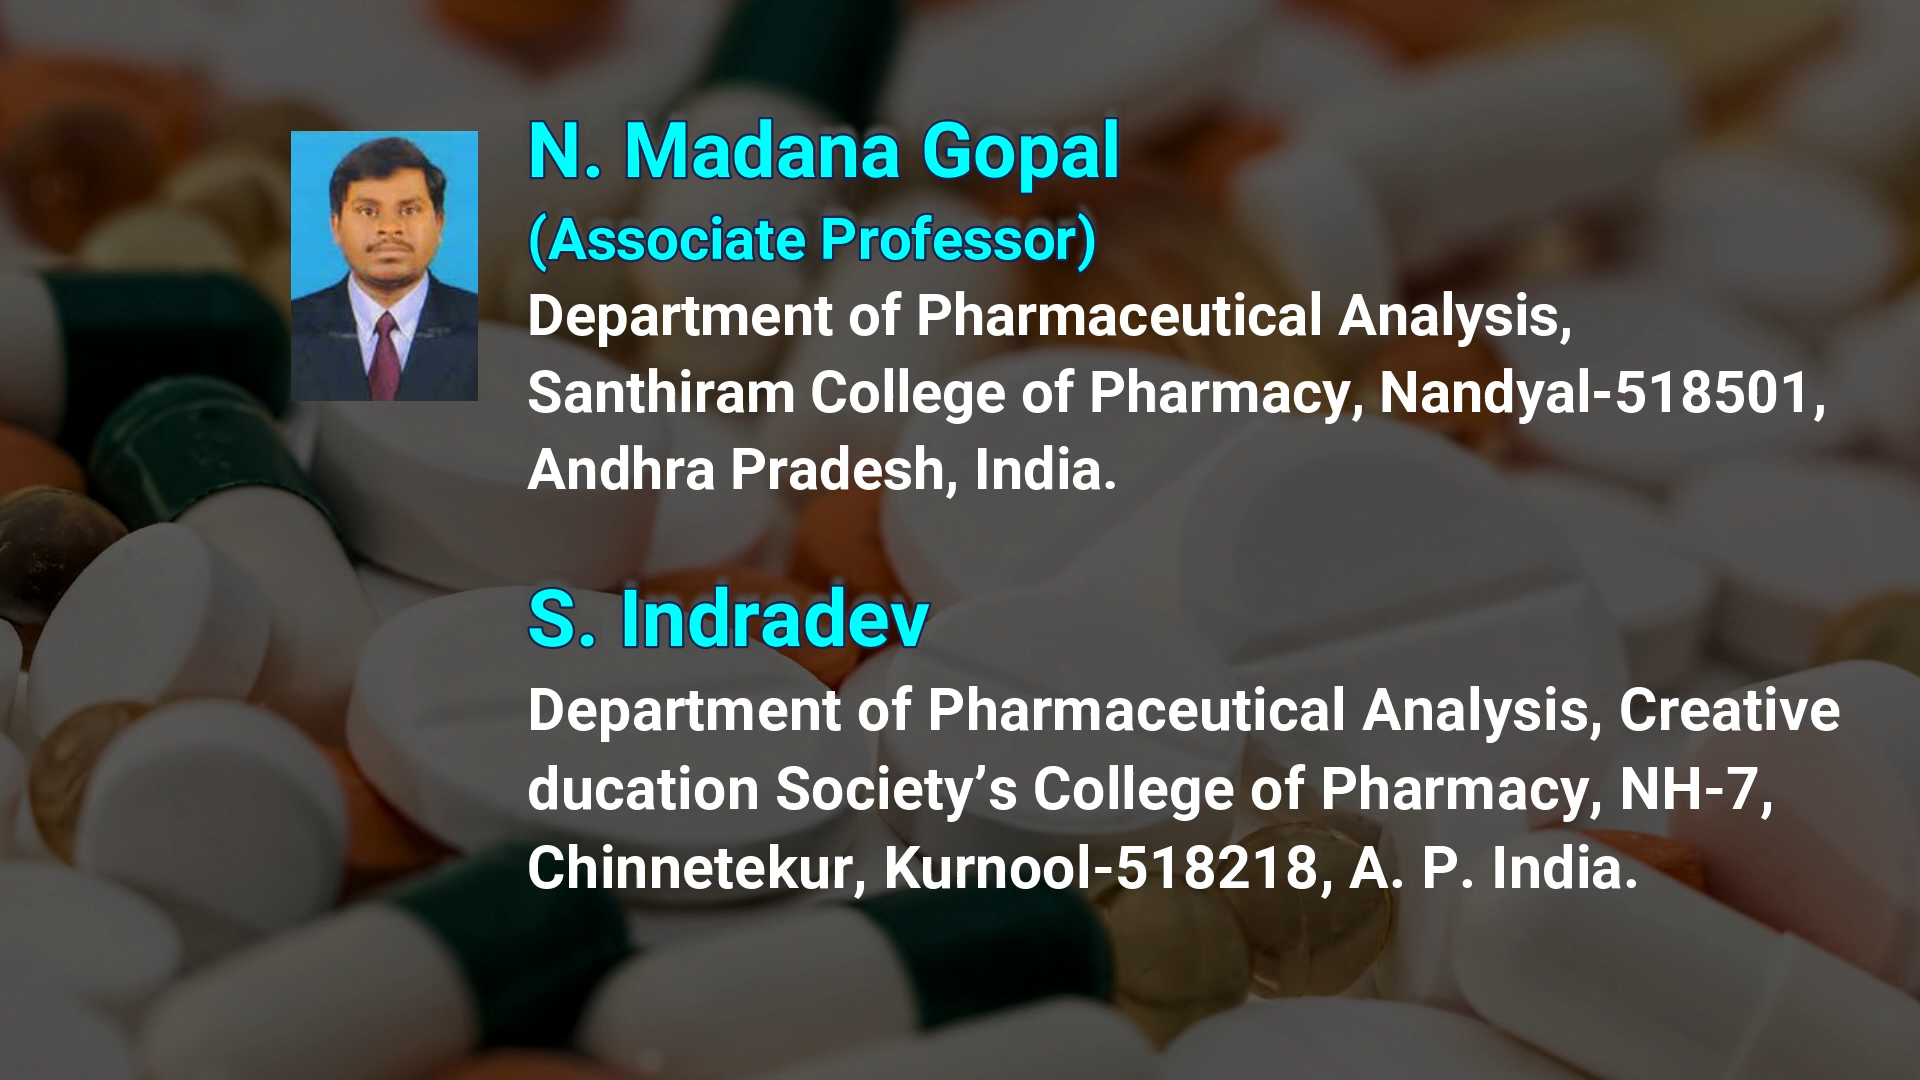 N. Madana Gopal
(Associate Professor)
Department of Pharmaceutical Analysis,
Santhiram College of Pharmacy, Nandyal-518501,
Andhra Pradesh, India.
S. Indradev
Department of Pharmaceutical Analysis, Creative
ducation Society’s College of Pharmacy, NH-7,
Chinnetekur, Kurnool-518218, A. P. India.